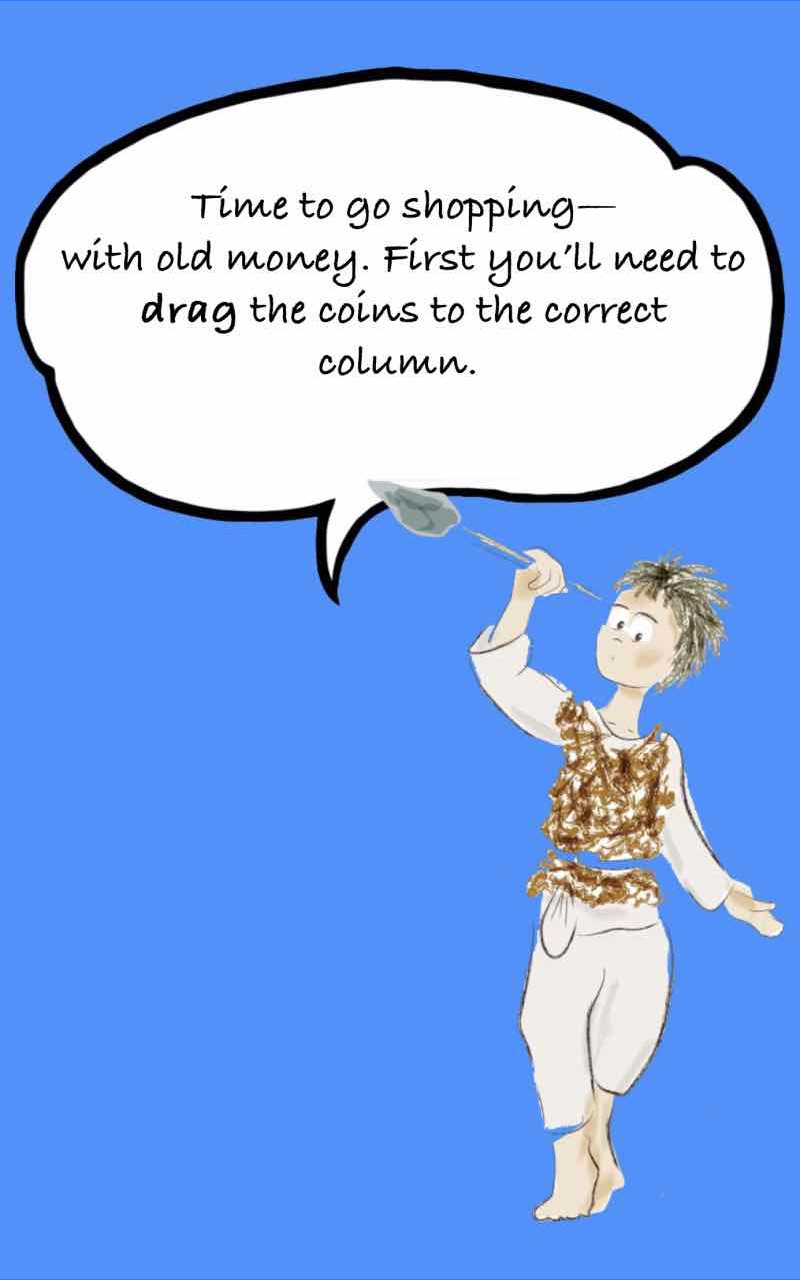 Time to go shopping—
with old money. First you'll need to
drag the coins to the correct
column.